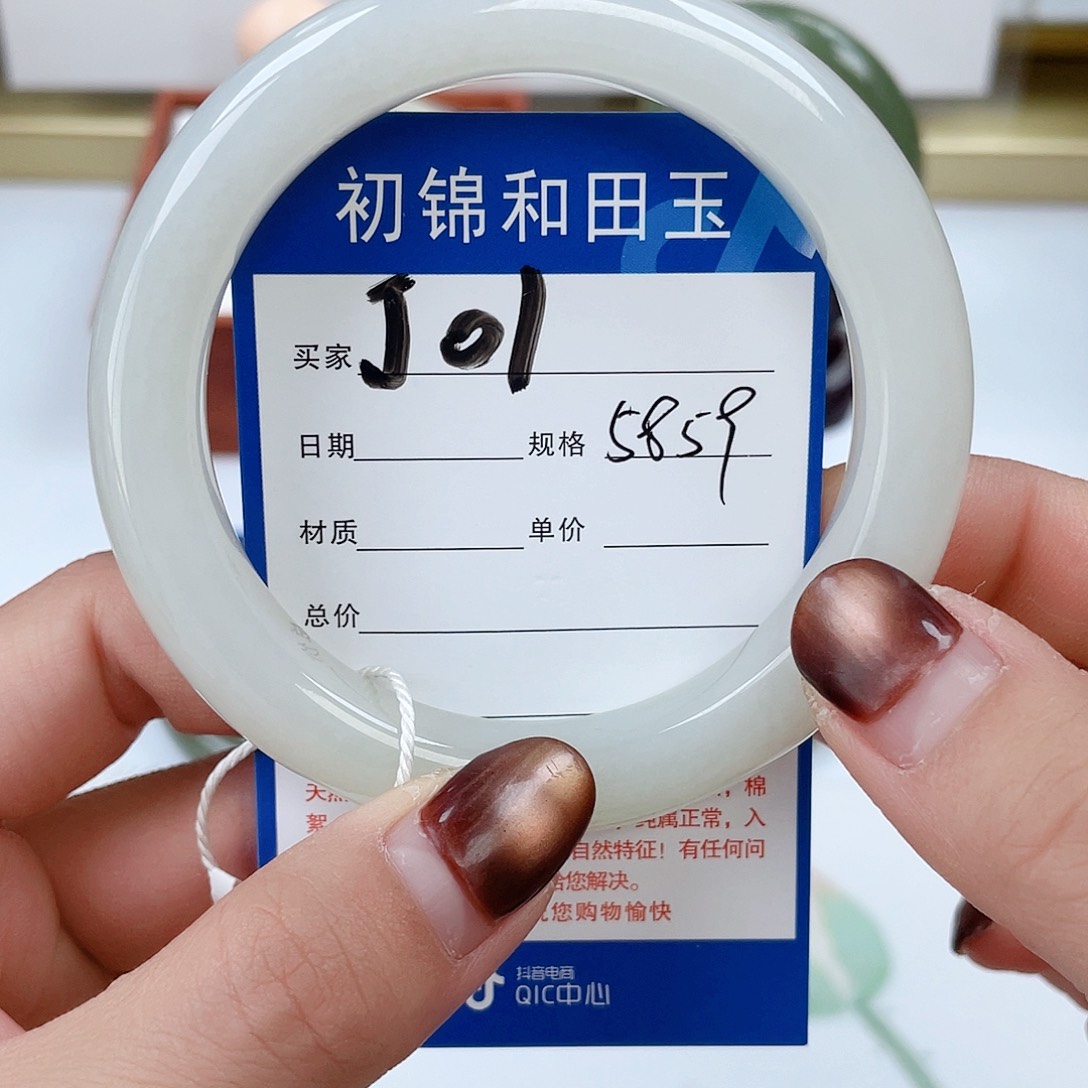 初锦和田玉
买家 J01
日期 规格 5859
材质 单价
总价
，棉
絮 纯属正常，入
自然特征！有任何问
给您解决。
您购物愉快
抖音电商
QIC中心